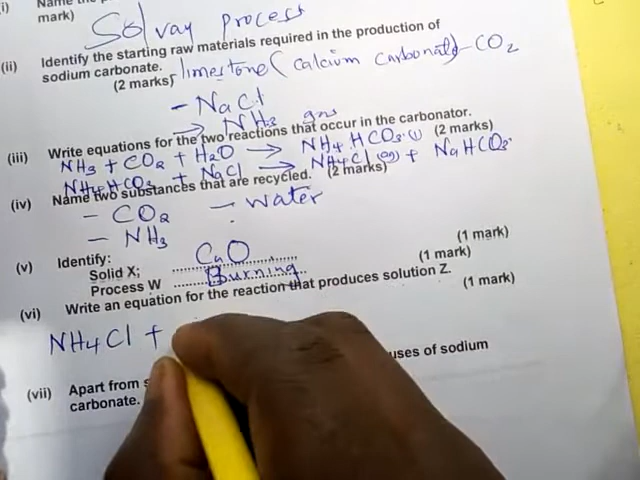 (i) Name the p
mark) Solvay Process
(ii) Identify the starting raw materials required in the production of
sodium carbonate. - limestone (calcium carbonate) - CO2
(2 marks)
- NaCl
→ NH3 gas
(iii) Write equations for the two reactions that occur in the carbonator.
(2 marks)
NH3 + CO2 + H2O → NH4HCO3(l)
NH4HCO3 + NaCl → NH4Cl(aq) + NaHCO3
(iv) Name two substances that are recycled. (2 marks)
- CO2 - water
- NH3
(v) Identify: (1 mark)
Solid X; CaO (1 mark)
Process W Burning
(vi) Write an equation for the reaction that produces solution Z. (1 mark)
NH4Cl +
(vii) Apart from s uses of sodium
carbonate.